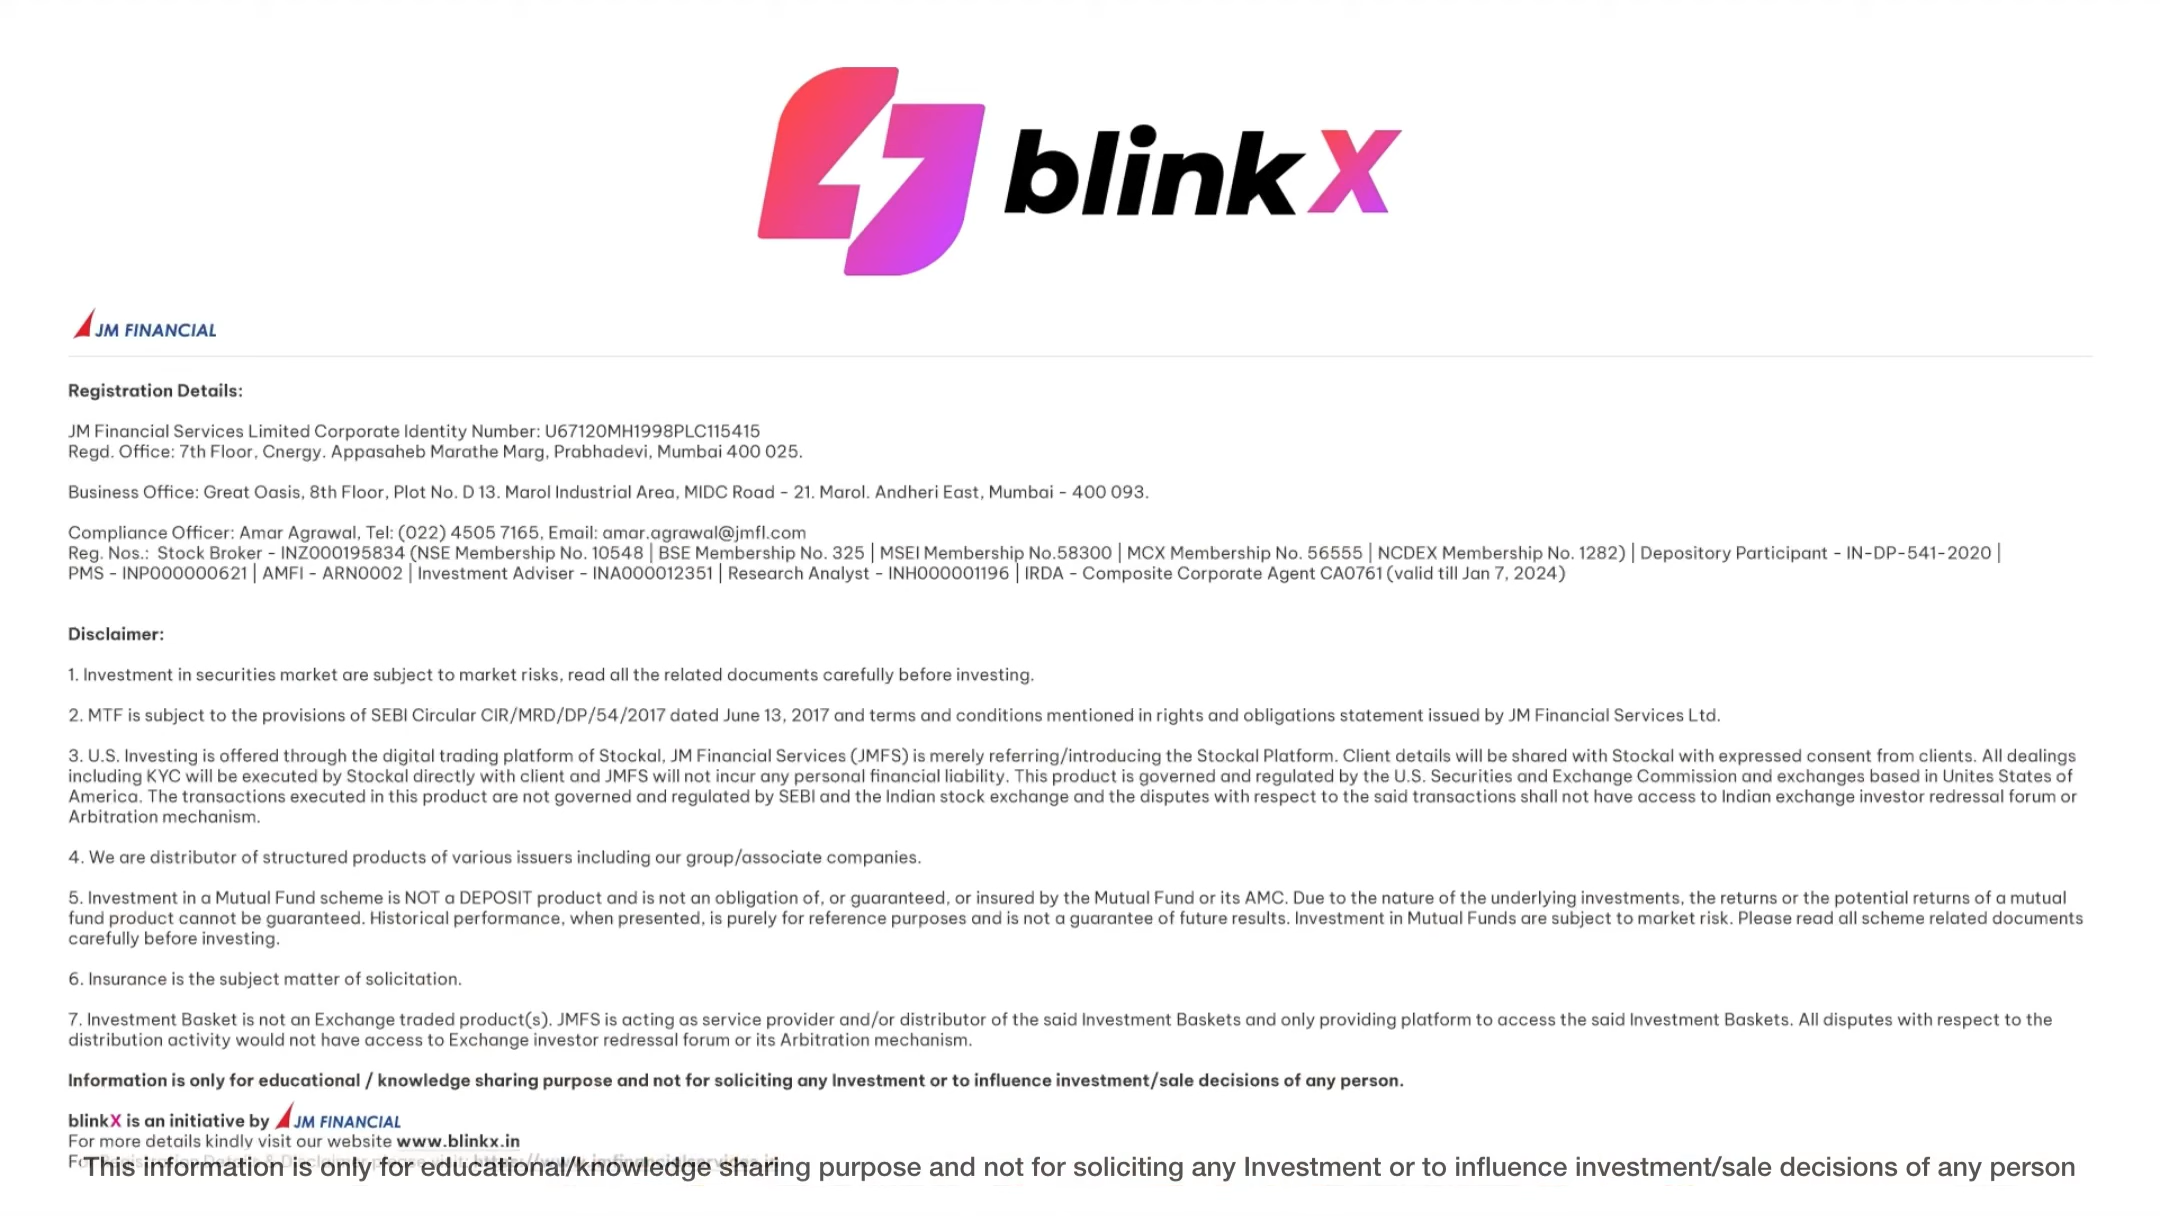 blinkX
JM FINANCIAL
Registration Details:
JM Financial Services Limited Corporate Identity Number: U67120MH1998PLC115415
Regd. Office: 7th Floor, Cnergy. Appasaheb Marathe Marg, Prabhadevi, Mumbai 400 025.
Business Office: Great Oasis, 8th Floor, Plot No. D 13. Marol Industrial Area, MIDC Road - 21. Marol. Andheri East, Mumbai - 400 093.
Compliance Officer: Amar Agrawal, Tel: (022) 4505 7165, Email: amar.agrawal@jmfl.com
Reg. Nos.: Stock Broker - INZ000195834 (NSE Membership No. 10548 | BSE Membership No. 325 | MSEI Membership No.58300 | MCX Membership No. 56555 | NCDEX Membership No. 1282) | Depository Participant - IN-DP-541-2020 |
PMS - INP000000621 | AMFI - ARN0002 | Investment Adviser - INA000012351 | Research Analyst - INH000001196 | IRDA - Composite Corporate Agent CA0761 (valid till Jan 7, 2024)
Disclaimer:
1. Investment in securities market are subject to market risks, read all the related documents carefully before investing.
2. MTF is subject to the provisions of SEBI Circular CIR/MRD/DP/54/2017 dated June 13, 2017 and terms and conditions mentioned in rights and obligations statement issued by JM Financial Services Ltd.
3. U.S. Investing is offered through the digital trading platform of Stockal, JM Financial Services (JMFS) is merely referring/introducing the Stockal Platform. Client details will be shared with Stockal with expressed consent from clients. All dealings
including KYC will be executed by Stockal directly with client and JMFS will not incur any personal financial liability. This product is governed and regulated by the U.S. Securities and Exchange Commission and exchanges based in Unites States of
America. The transactions executed in this product are not governed and regulated by SEBI and the Indian stock exchange and the disputes with respect to the said transactions shall not have access to Indian exchange investor redressal forum or
Arbitration mechanism.
4. We are distributor of structured products of various issuers including our group/associate companies.
5. Investment in a Mutual Fund scheme is NOT a DEPOSIT product and is not an obligation of, or guaranteed, or insured by the Mutual Fund or its AMC. Due to the nature of the underlying investments, the returns or the potential returns of a mutual
fund product cannot be guaranteed. Historical performance, when presented, is purely for reference purposes and is not a guarantee of future results. Investment in Mutual Funds are subject to market risk. Please read all scheme related documents
carefully before investing.
6. Insurance is the subject matter of solicitation.
7. Investment Basket is not an Exchange traded product(s). JMFS is acting as service provider and/or distributor of the said Investment Baskets and only providing platform to access the said Investment Baskets. All disputes with respect to the
distribution activity would not have access to Exchange investor redressal forum or its Arbitration mechanism.
Information is only for educational / knowledge sharing purpose and not for soliciting any Investment or to influence investment/sale decisions of any person.
blinkX is an initiative by JM FINANCIAL
For more details kindly visit our website www.blinkx.in
This information is only for educational/knowledge sharing purpose and not for soliciting any Investment or to influence investment/sale decisions of any person